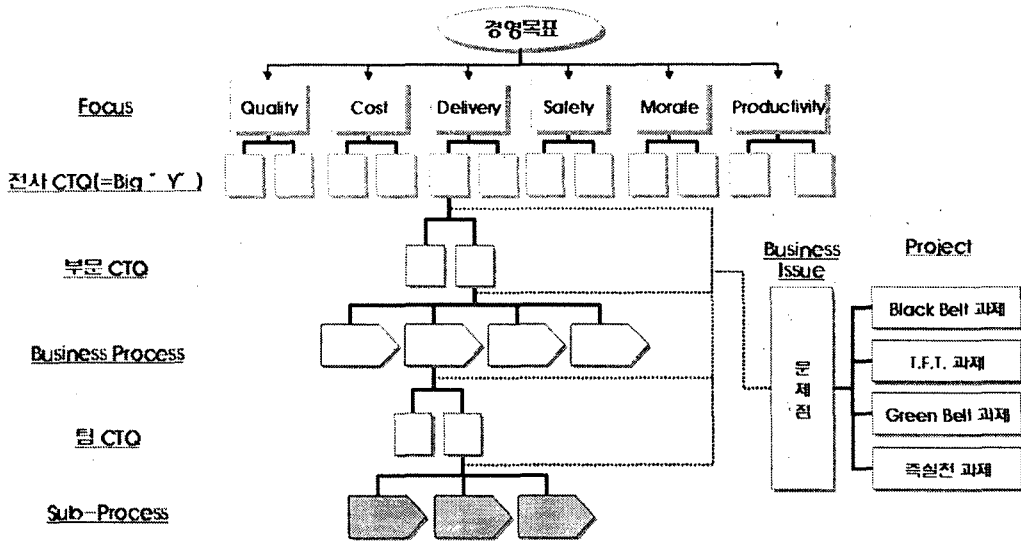 경영목표
Focus
Quality
Cost
Delivery
Safety
Morale
Productivity
전사 CTQ(=Big " Y" )
부문 CTQ
Business
Issue
Project
Business Process
문
제
점
Black Belt 과제
T.F.T. 과제
Green Belt 과제
즉실천 과제
팀 CTQ
Sub-Process